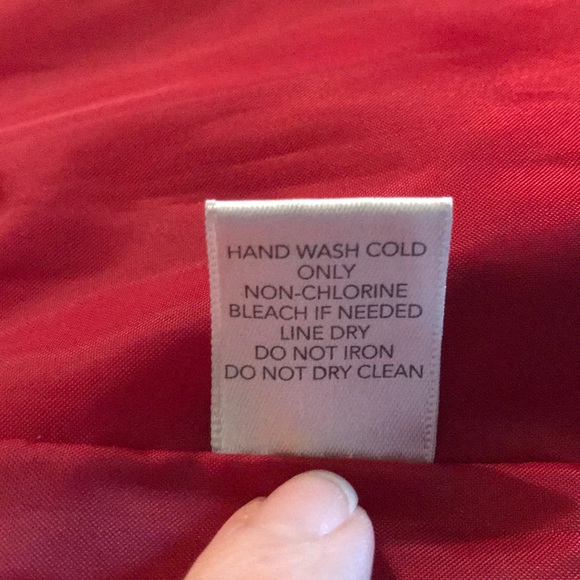 HAND WASH COLD
ONLY
NON-CHLORINE
BLEACH IF NEEDED
LINE DRY
DO NOT IRON
DO NOT DRY CLEAN